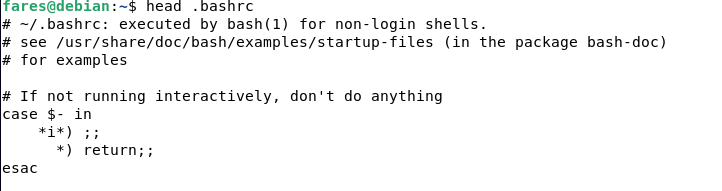 fares@debian:~$ head .bashrc
# ~/.bashrc: executed by bash(1) for non-login shells.
# see /usr/share/doc/bash/examples/startup-files (in the package bash-doc)
# for examples

# If not running interactively, don't do anything
case $- in
    *i*) ;;
      *) return;;
esac